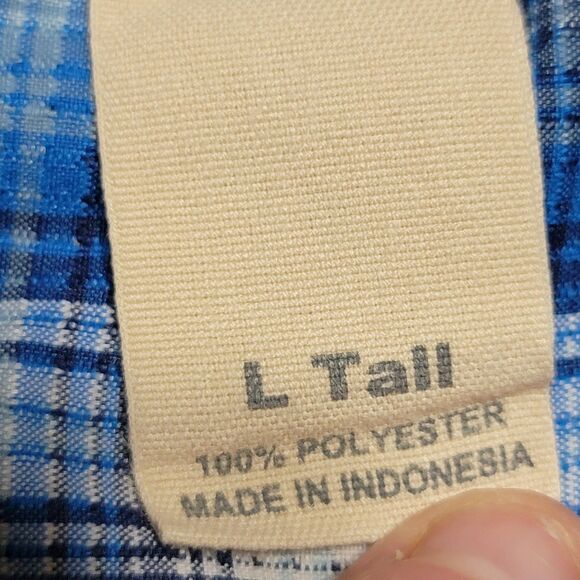 L Tall
100% POLYESTER
MADE IN INDONESIA